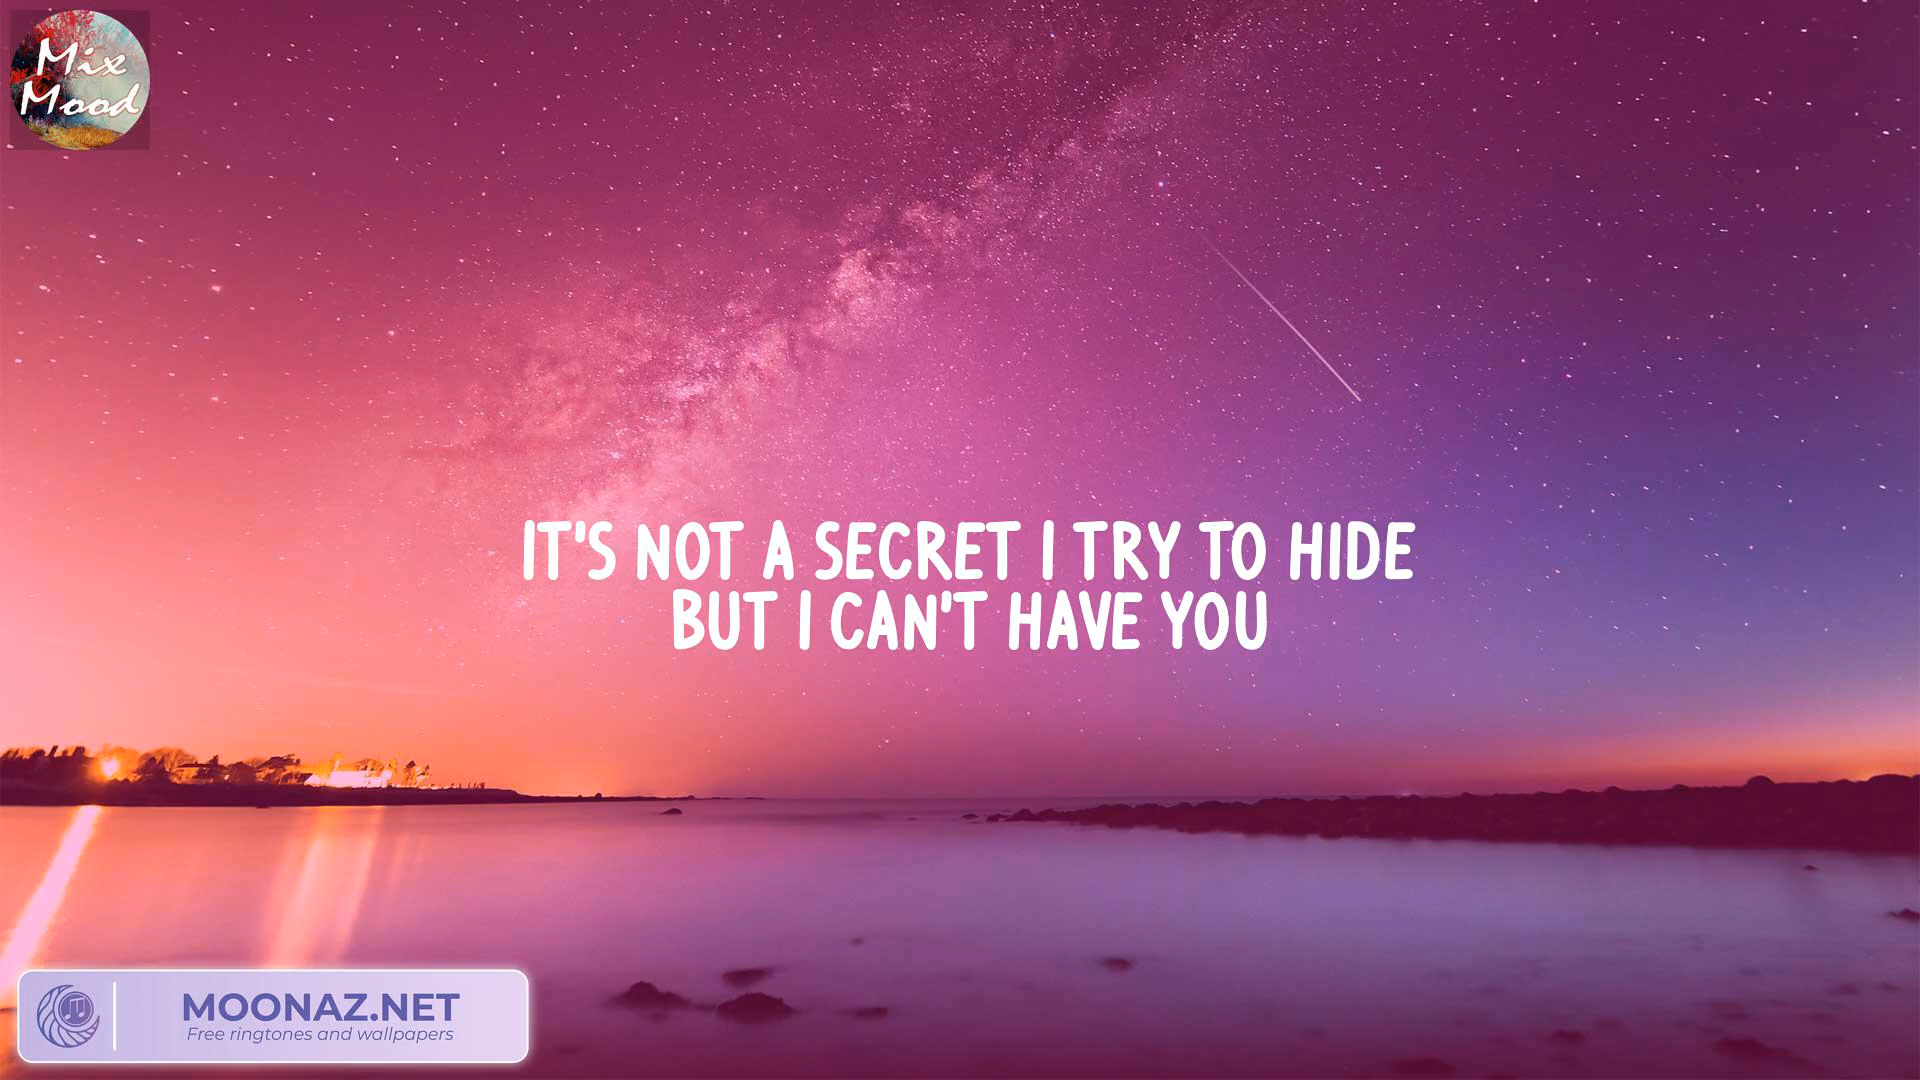 Mix
Mood
IT'S NOT A SECRET I TRY TO HIDE
BUT I CAN'T HAVE YOU
MOONAZ.NET
Free ringtones and wallpapers